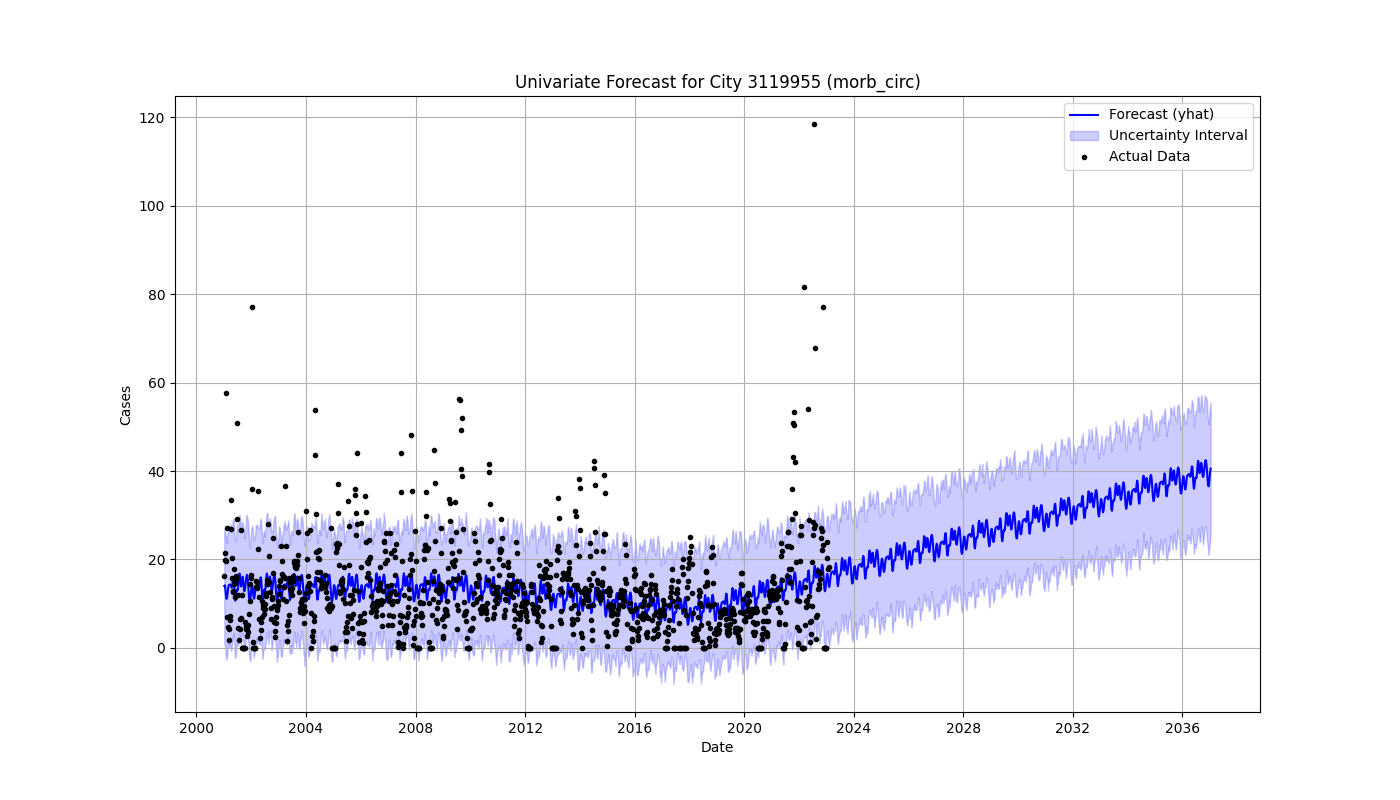 Univariate Forecast for City 3119955 (morb_circ)
Forecast (yhat)
Uncertainty Interval
Actual Data
120
100
80
60
40
20
0
Cases
2000 2004 2008 2012 2016 2020 2024 2028 2032 2036
Date